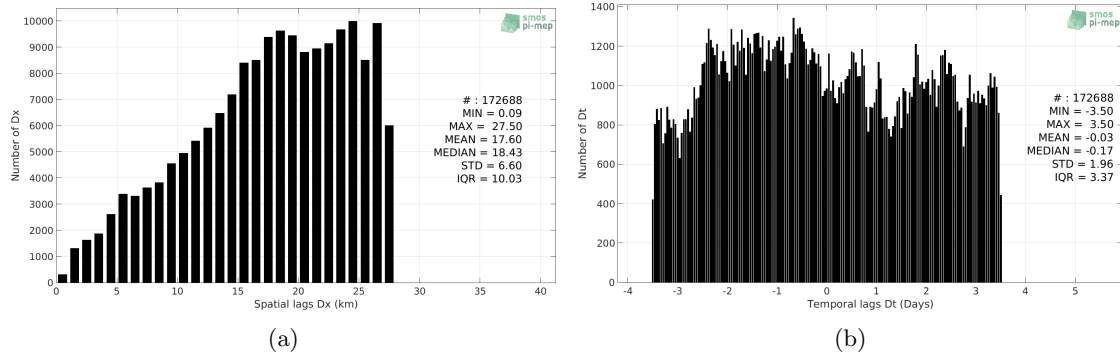 10000
9000
8000
7000
6000
5000
4000
3000
2000
1000
0
Number of Dx
0 5 10 15 20 25 30 35 40
Spatial lags Dx (km)
smos
pi-mep
# : 172688
MIN = 0.09
MAX = 27.50
MEAN = 17.60
MEDIAN = 18.43
STD = 6.60
IQR = 10.03
(a)
1400
1200
1000
800
600
400
200
0
Number of Dt
-4 -3 -2 -1 0 1 2 3 4 5
Temporal lags Dt (Days)
smos
pi-mep
# : 172688
MIN = -3.50
MAX = 3.50
MEAN = -0.03
MEDIAN = -0.17
STD = 1.96
IQR = 3.37
(b)